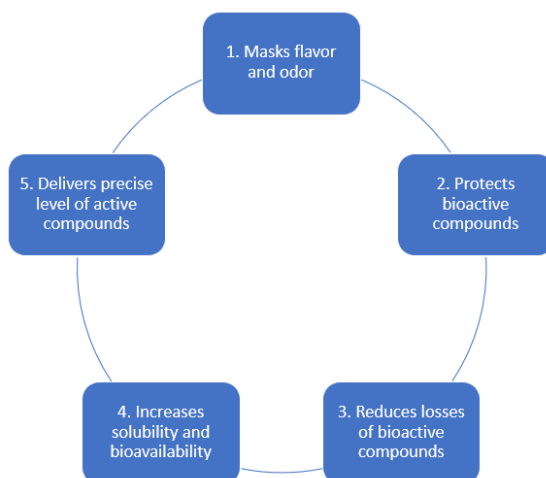 1. Masks flavor
and odor
2. Protects
bioactive
compounds
3. Reduces losses
of bioactive
compounds
4. Increases
solubility and
bioavailability
5. Delivers precise
level of active
compounds